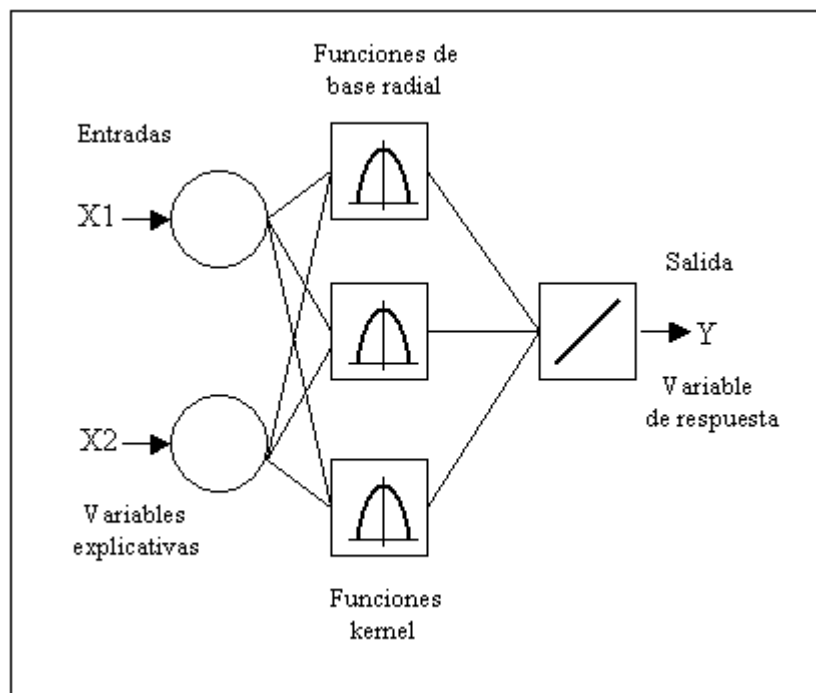 Funciones de
base radial
Entradas
X1
Salida
Y
Variable
de respuesta
X2
Variables
explicativas
Funciones
kernel